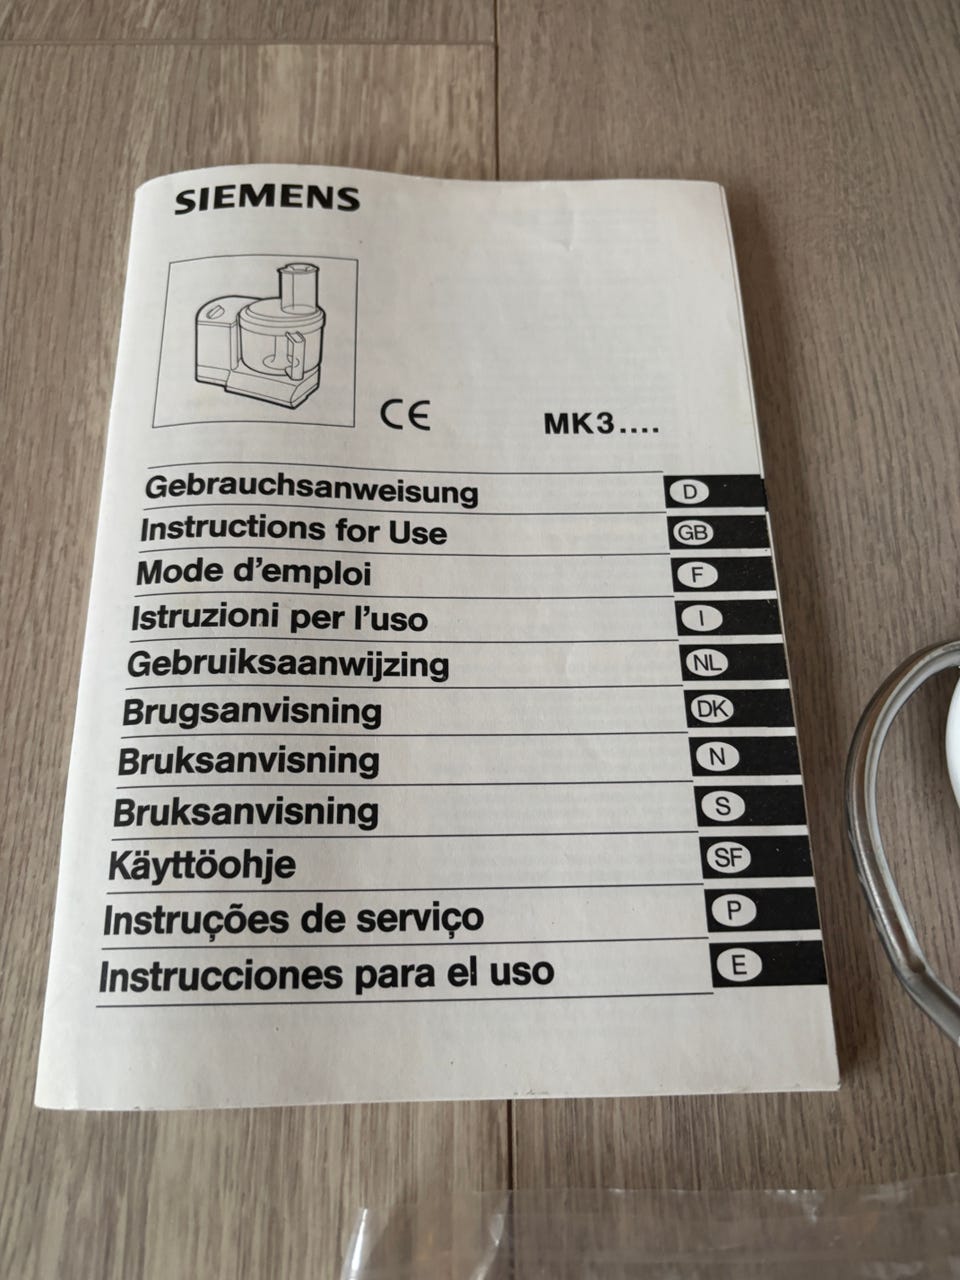 SIEMENS
CE MK3....
Gebrauchsanweisung D
Instructions for Use GB
Mode d'emploi F
Istruzioni per l'uso I
Gebruiksaanwijzing NL
Brugsanvisning DK
Bruksanvisning N
Bruksanvisning S
Käyttöohje SF
Instruções de serviço P
Instrucciones para el uso E